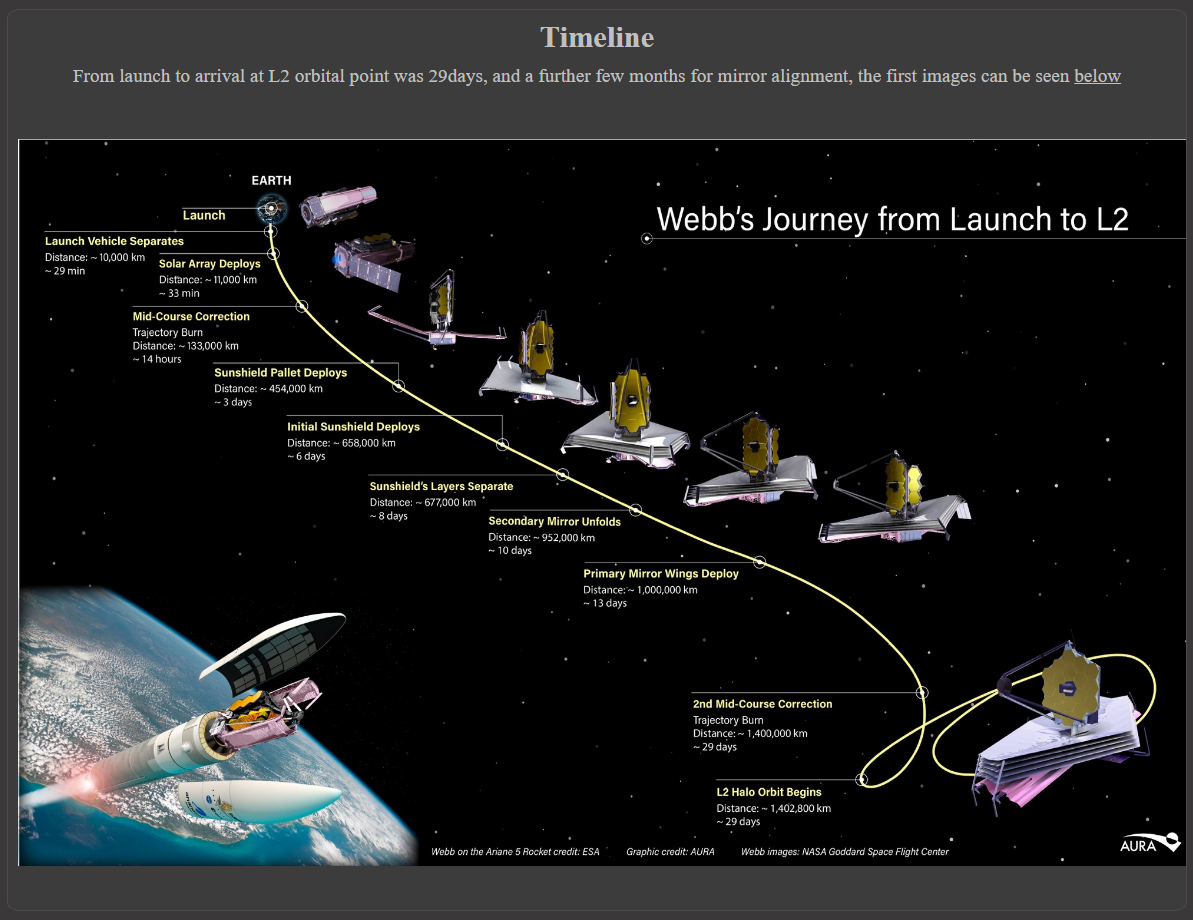 Timeline
From launch to arrival at L2 orbital point was 29days, and a further few months for mirror alignment, the first images can be seen below
EARTH
Webb's Journey from Launch to L2
Launch
Launch Vehicle Separates
Distance: ~ 10,000 km
~ 29 min
Solar Array Deploys
Distance: ~ 11,000 km
~ 33 min
Mid-Course Correction
Trajectory Burn
Distance: ~ 133,000 km
~ 14 hours
Sunshield Pallet Deploys
Distance: ~ 454,000 km
~ 3 days
Initial Sunshield Deploys
Distance: ~ 658,000 km
~ 6 days
Sunshield's Layers Separate
Distance: ~ 677,000 km
~ 8 days
Secondary Mirror Unfolds
Distance: ~ 952,000 km
~ 10 days
Primary Mirror Wings Deploy
Distance: ~ 1,000,000 km
~ 13 days
2nd Mid-Course Correction
Trajectory Burn
Distance: ~ 1,400,000 km
~ 29 days
L2 Halo Orbit Begins
Distance: ~ 1,402,800 km
~ 29 days
Webb on the Ariane 5 Rocket credit: ESA
Graphic credit: AURA
Webb images: NASA Goddard Space Flight Center
AURA